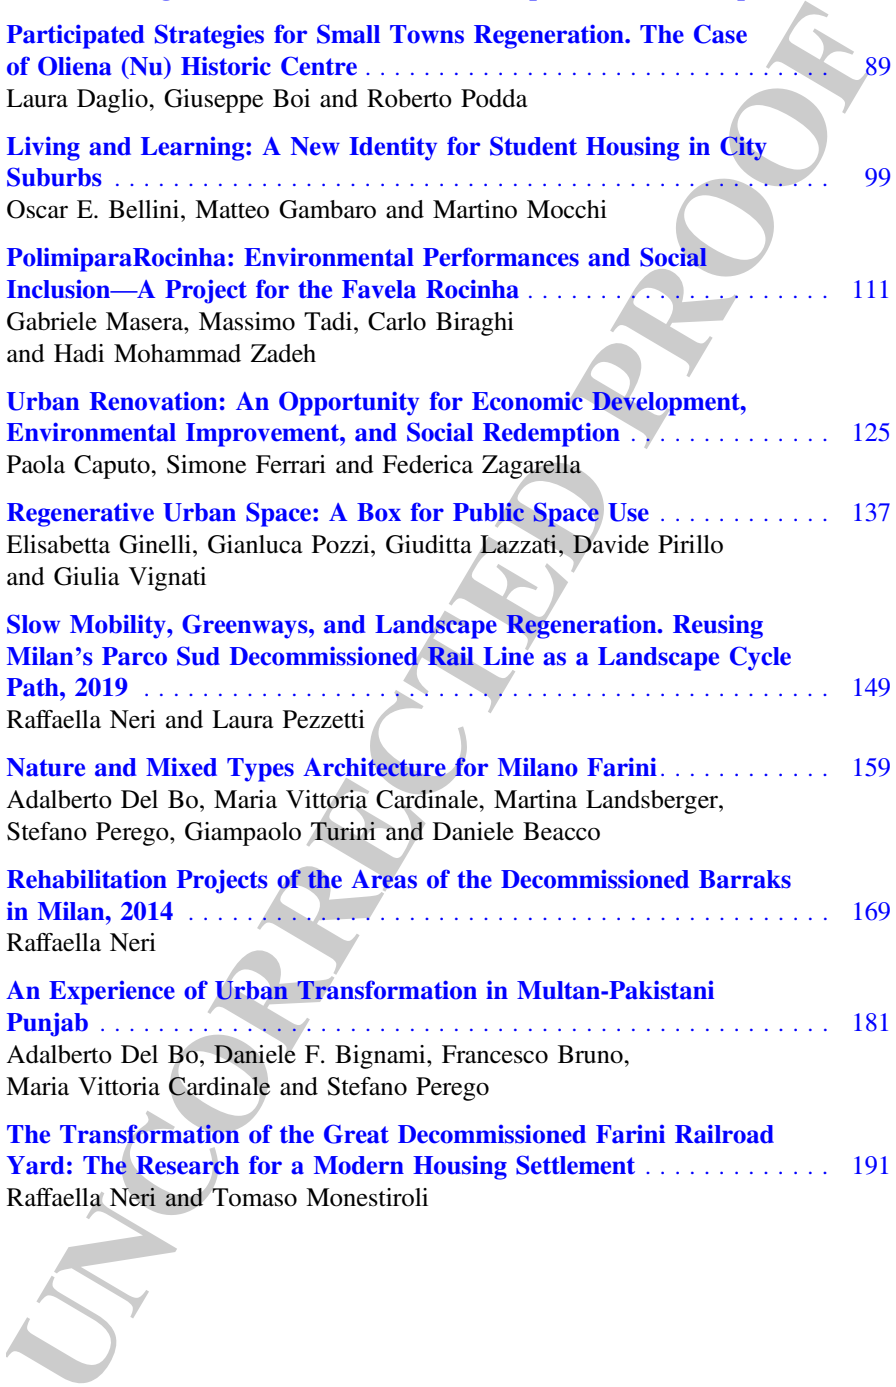 Participated Strategies for Small Towns Regeneration. The Case
of Oliena (Nu) Historic Centre . . . . . . . . . . . . . . . . . . . . . . . . . . . . . . . . 89
Laura Daglio, Giuseppe Boi and Roberto Podda
Living and Learning: A New Identity for Student Housing in City
Suburbs . . . . . . . . . . . . . . . . . . . . . . . . . . . . . . . . . . . . . . . . . . . . . . . . . 99
Oscar E. Bellini, Matteo Gambaro and Martino Mocchi
PolimiparaRocinha: Environmental Performances and Social
Inclusion—A Project for the Favela Rocinha . . . . . . . . . . . . . . . . . . . . . 111
Gabriele Masera, Massimo Tadi, Carlo Biraghi
and Hadi Mohammad Zadeh
Urban Renovation: An Opportunity for Economic Development,
Environmental Improvement, and Social Redemption . . . . . . . . . . . . . . 125
Paola Caputo, Simone Ferrari and Federica Zagarella
Regenerative Urban Space: A Box for Public Space Use . . . . . . . . . . . . 137
Elisabetta Ginelli, Gianluca Pozzi, Giuditta Lazzati, Davide Pirillo
and Giulia Vignati
Slow Mobility, Greenways, and Landscape Regeneration. Reusing
Milan's Parco Sud Decommissioned Rail Line as a Landscape Cycle
Path, 2019 . . . . . . . . . . . . . . . . . . . . . . . . . . . . . . . . . . . . . . . . . . . . . . . 149
Raffaella Neri and Laura Pezzetti
Nature and Mixed Types Architecture for Milano Farini. . . . . . . . . . . . 159
Adalberto Del Bo, Maria Vittoria Cardinale, Martina Landsberger,
Stefano Perego, Giampaolo Turini and Daniele Beacco
Rehabilitation Projects of the Areas of the Decommissioned Barraks
in Milan, 2014 . . . . . . . . . . . . . . . . . . . . . . . . . . . . . . . . . . . . . . . . . . . . 169
Raffaella Neri
An Experience of Urban Transformation in Multan-Pakistani
Punjab . . . . . . . . . . . . . . . . . . . . . . . . . . . . . . . . . . . . . . . . . . . . . . . . . . 181
Adalberto Del Bo, Daniele F. Bignami, Francesco Bruno,
Maria Vittoria Cardinale and Stefano Perego
The Transformation of the Great Decommissioned Farini Railroad
Yard: The Research for a Modern Housing Settlement . . . . . . . . . . . . . 191
Raffaella Neri and Tomaso Monestiroli
UNCORRECTED PROOF